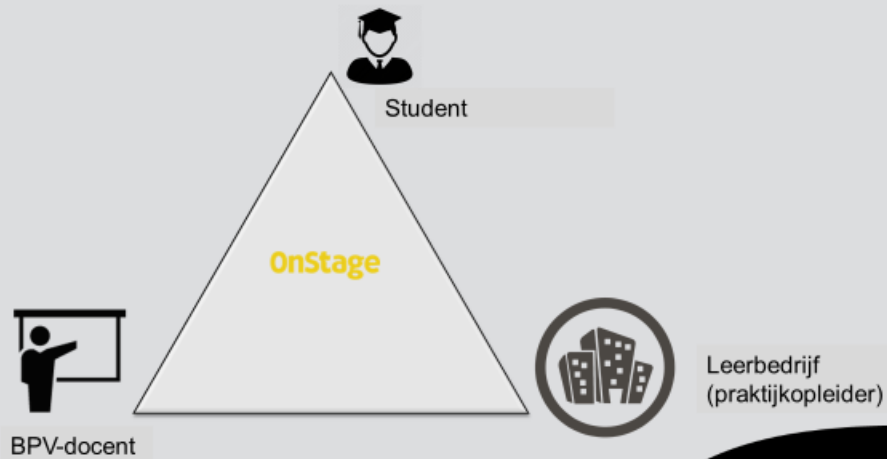 Student
OnStage
Leerbedrijf
(praktijkopleider)
BPV-docent